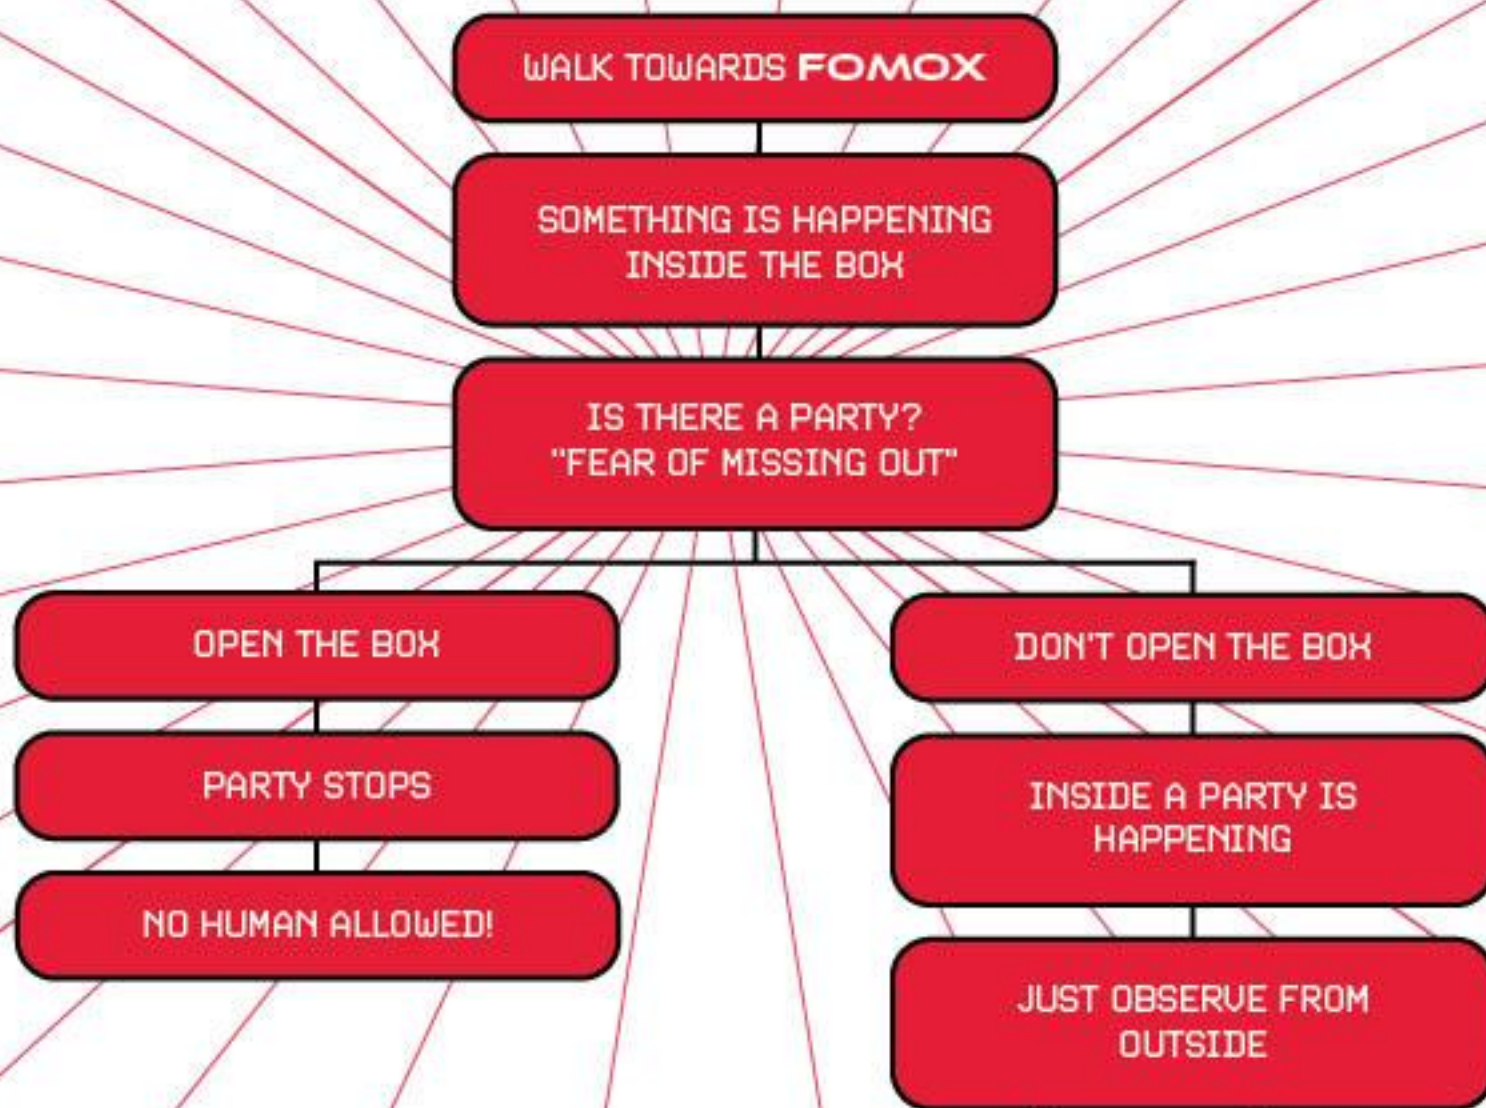 WALK TOWARDS FOMOX
SOMETHING IS HAPPENING
INSIDE THE BOX
IS THERE A PARTY?
"FEAR OF MISSING OUT"
OPEN THE BOX
PARTY STOPS
NO HUMAN ALLOWED!
DON'T OPEN THE BOX
INSIDE A PARTY IS
HAPPENING
JUST OBSERVE FROM
OUTSIDE